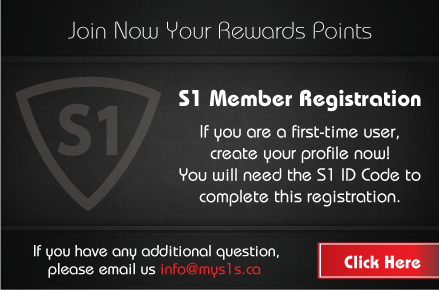 Join Now Your Rewards Points
S1
S1 Member Registration
If you are a first-time user,
create your profile now!
You will need the S1 ID Code to
complete this registration.
If you have any additional question,
please email us info@mys1s.ca
Click Here